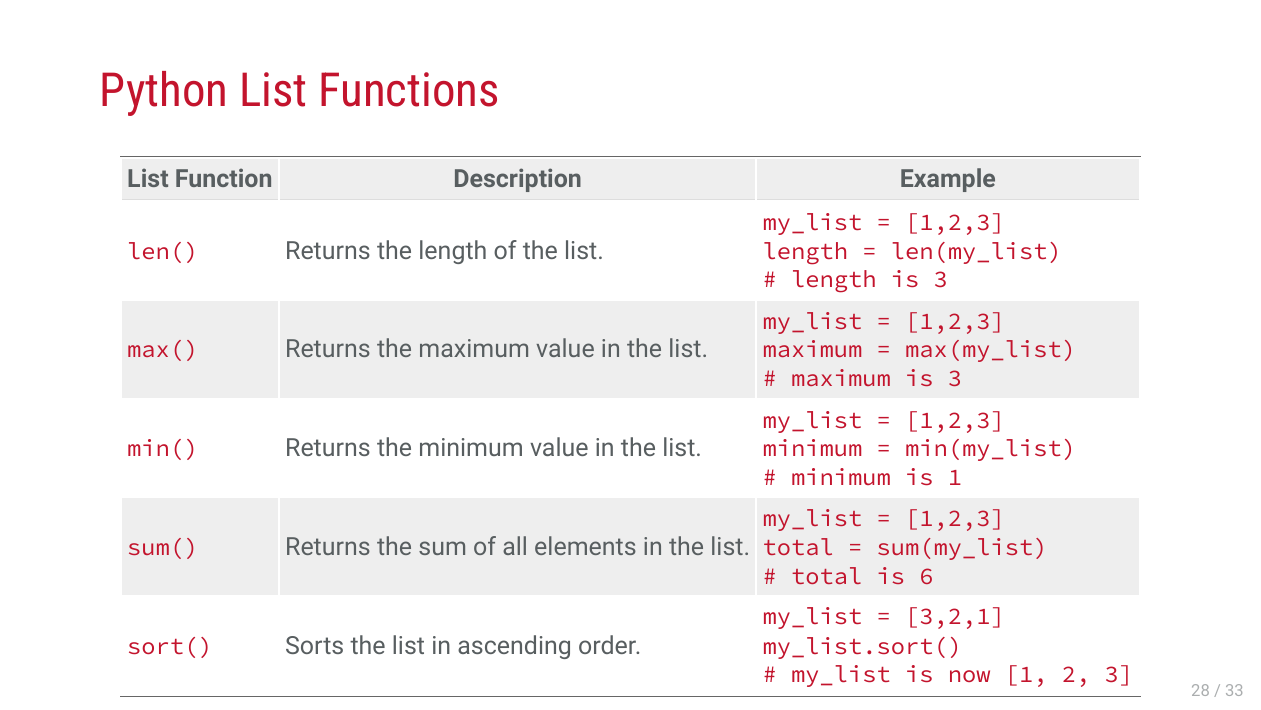 Python List Functions
List Function Description Example
len() Returns the length of the list.
my_list = [1,2,3]
length = len(my_list)
# length is 3
max() Returns the maximum value in the list.
my_list = [1,2,3]
maximum = max(my_list)
# maximum is 3
min() Returns the minimum value in the list.
my_list = [1,2,3]
minimum = min(my_list)
# minimum is 1
sum() Returns the sum of all elements in the list.
my_list = [1,2,3]
total = sum(my_list)
# total is 6
sort() Sorts the list in ascending order.
my_list = [3,2,1]
my_list.sort()
# my_list is now [1, 2, 3]
28 / 33